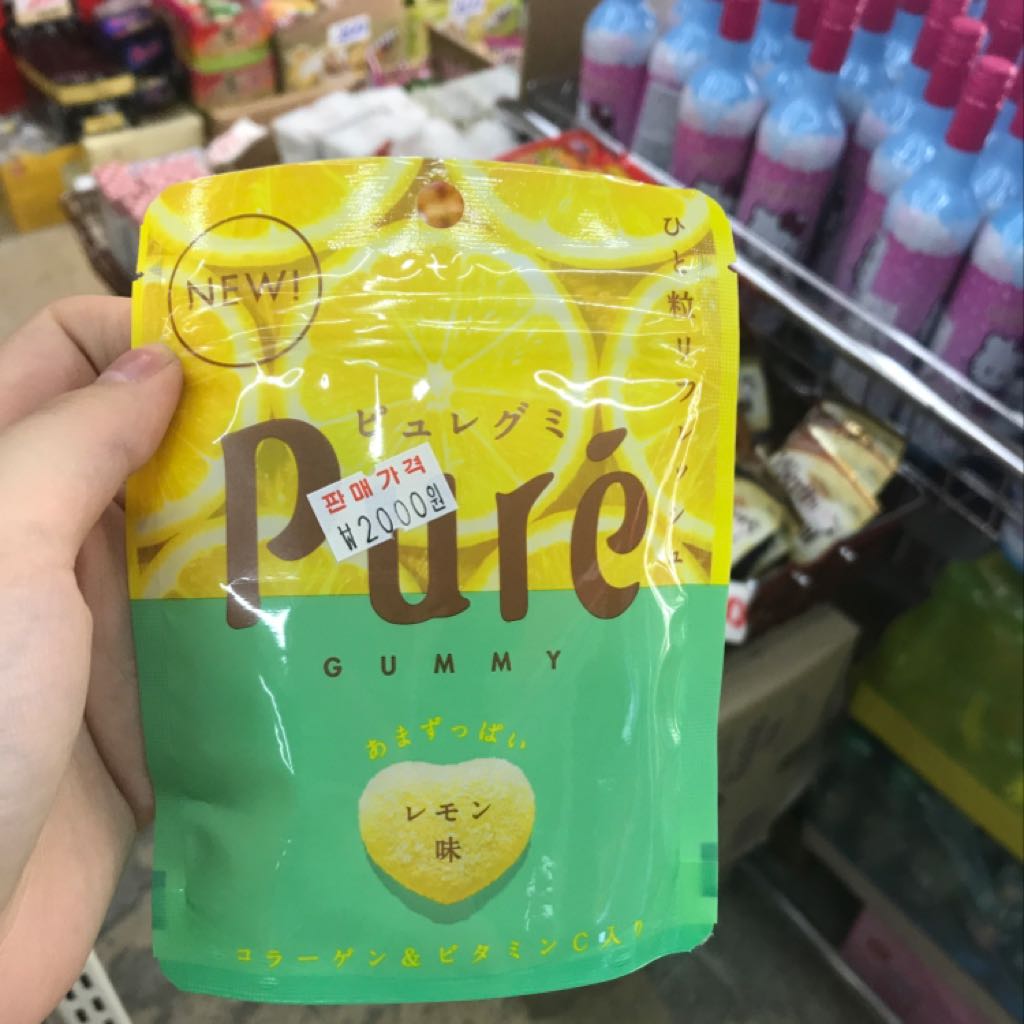 NEW!
ひと粒リフレッシュ
ピュレグミ
Puré
판매가격
₩2000원
GUMMY
あまずっぱい
レモン
味
コラーゲン&ビタミンC入り